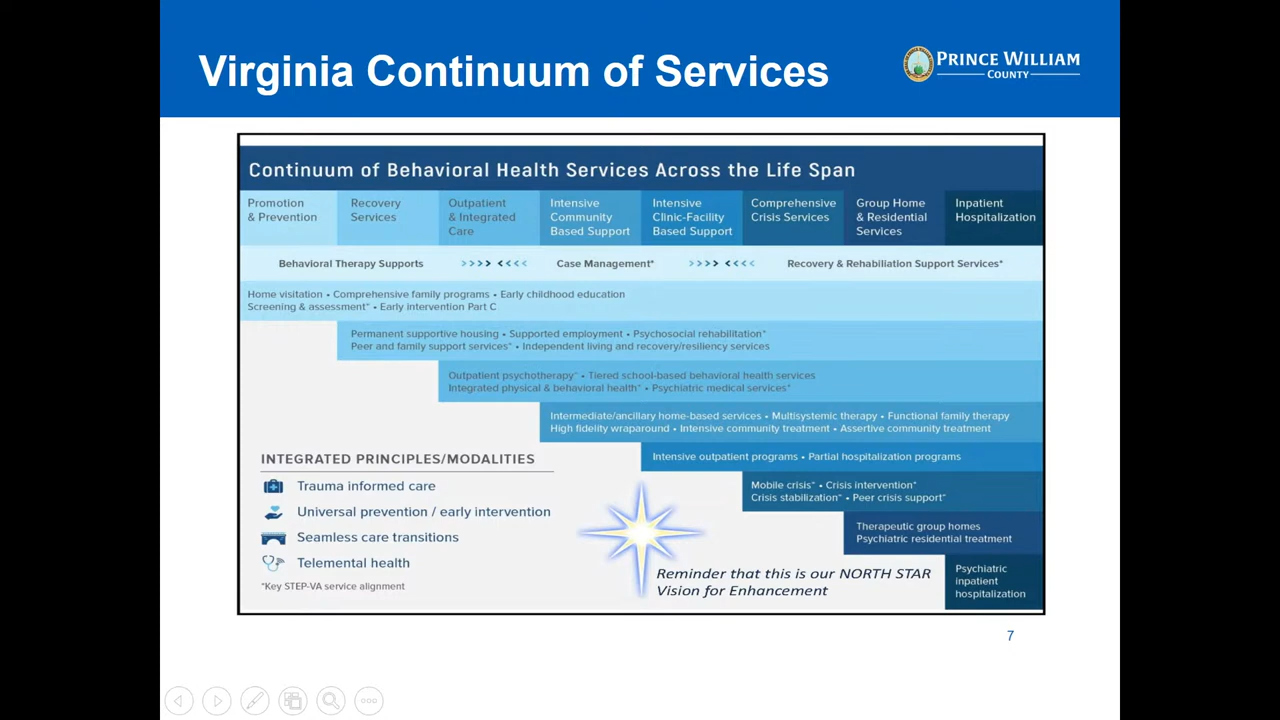 Virginia Continuum of Services
PRINCE WILLIAM
COUNTY
Continuum of Behavioral Health Services Across the Life Span
Promotion
& Prevention
Recovery
Services
Outpatient
& Integrated
Care
Intensive
Community
Based Support
Intensive
Clinic-Facility
Based Support
Comprehensive
Crisis Services
Group Home
& Residential
Services
Inpatient
Hospitalization
Behavioral Therapy Supports >>>> <<<< Case Management* >>>> <<<< Recovery & Rehabiliation Support Services*
Home visitation • Comprehensive family programs • Early childhood education
Screening & assessment* • Early intervention Part C
Permanent supportive housing • Supported employment • Psychosocial rehabilitation*
Peer and family support services* • Independent living and recovery/resiliency services
Outpatient psychotherapy* • Tiered school-based behavioral health services
Integrated physical & behavioral health* • Psychiatric medical services*
Intermediate/ancillary home-based services • Multisystemic therapy • Functional family therapy
High fidelity wraparound • Intensive community treatment • Assertive community treatment
Intensive outpatient programs • Partial hospitalization programs
Mobile crisis* • Crisis intervention*
Crisis stabilization* • Peer crisis support*
Therapeutic group homes
Psychiatric residential treatment
Psychiatric
inpatient
hospitalization
INTEGRATED PRINCIPLES/MODALITIES
Trauma informed care
Universal prevention / early intervention
Seamless care transitions
Telemental health
*Key STEP-VA service alignment
Reminder that this is our NORTH STAR
Vision for Enhancement
7